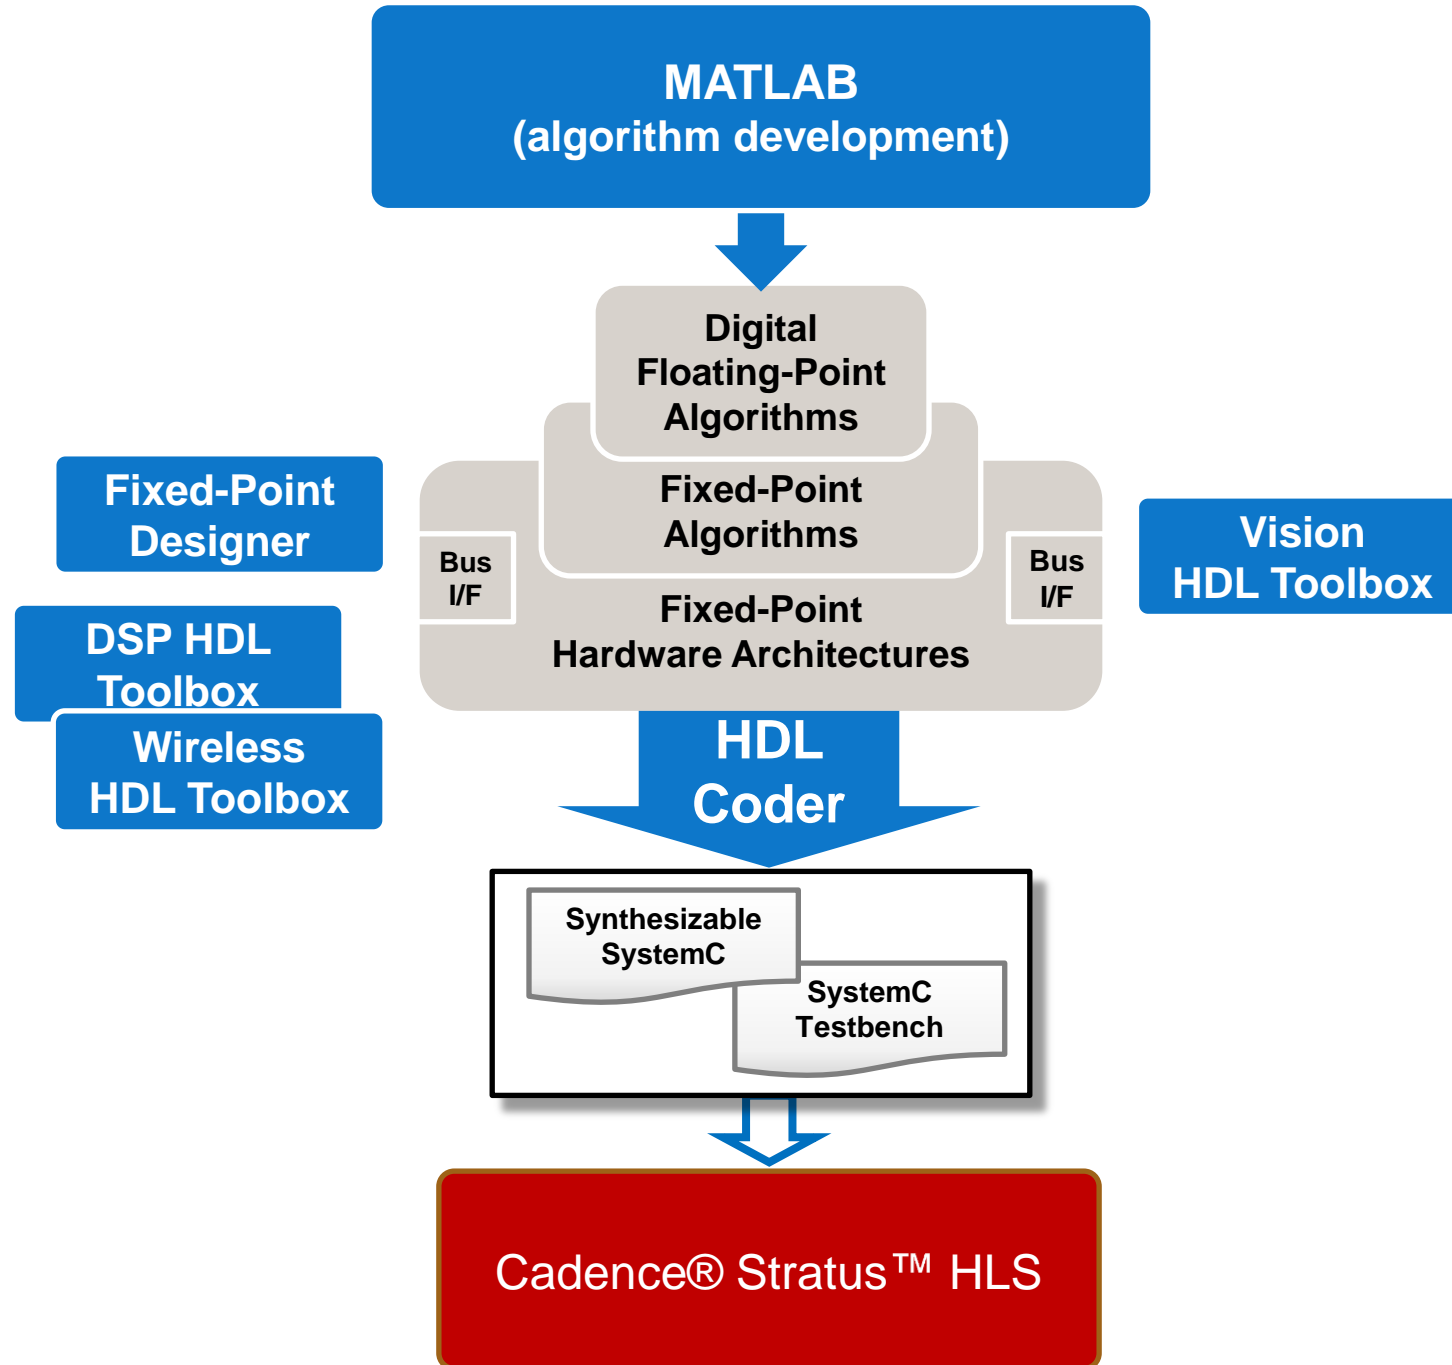 MATLAB
(algorithm development)
Digital
Floating-Point
Algorithms
Fixed-Point
Algorithms
Fixed-Point
Hardware Architectures
Bus
I/F
Bus
I/F
Fixed-Point
Designer
DSP HDL
Toolbox
Wireless
HDL Toolbox
Vision
HDL Toolbox
HDL
Coder
Synthesizable
SystemC
SystemC
Testbench
Cadence® Stratus™ HLS